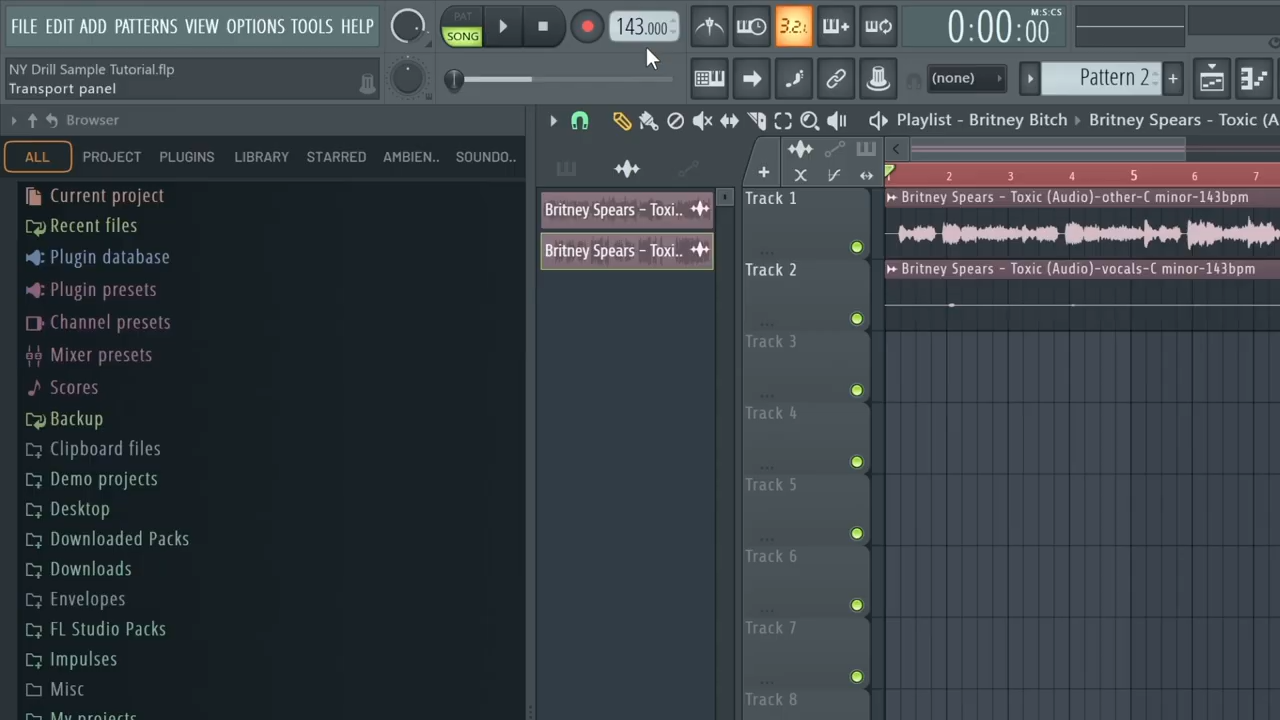 FILE EDIT ADD PATTERNS VIEW OPTIONS TOOLS HELP
PAT
SONG
143.000
3.2
M:S:CS
0:00:00
NY Drill Sample Tutorial.flp
Transport panel
(none)
Pattern 2
Browser
Playlist - Britney Bitch
Britney Spears - Toxic (A
ALL
PROJECT
PLUGINS
LIBRARY
STARRED
AMBIEN..
SOUNDO..
2
3
4
5
6
7
Current project
Recent files
Plugin database
Plugin presets
Channel presets
Mixer presets
Scores
Backup
Clipboard files
Demo projects
Desktop
Downloaded Packs
Downloads
Envelopes
FL Studio Packs
Impulses
Misc
My projects
Britney Spears - Toxi..
Britney Spears - Toxi..
Track 1
Britney Spears - Toxic (Audio)-other-C minor-143bpm
Track 2
Britney Spears - Toxic (Audio)-vocals-C minor-143bpm
Track 3
Track 4
Track 5
Track 6
Track 7
Track 8